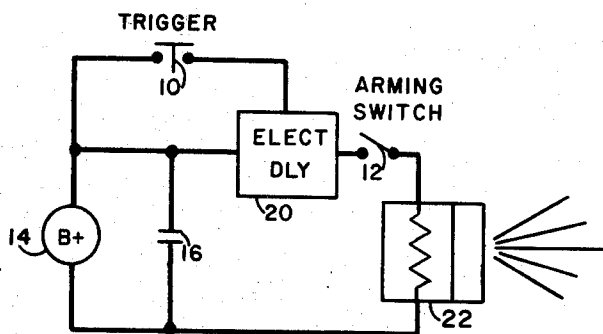 TRIGGER
10
ARMING
SWITCH
ELECT
DLY
12
20
14
B+
16
22